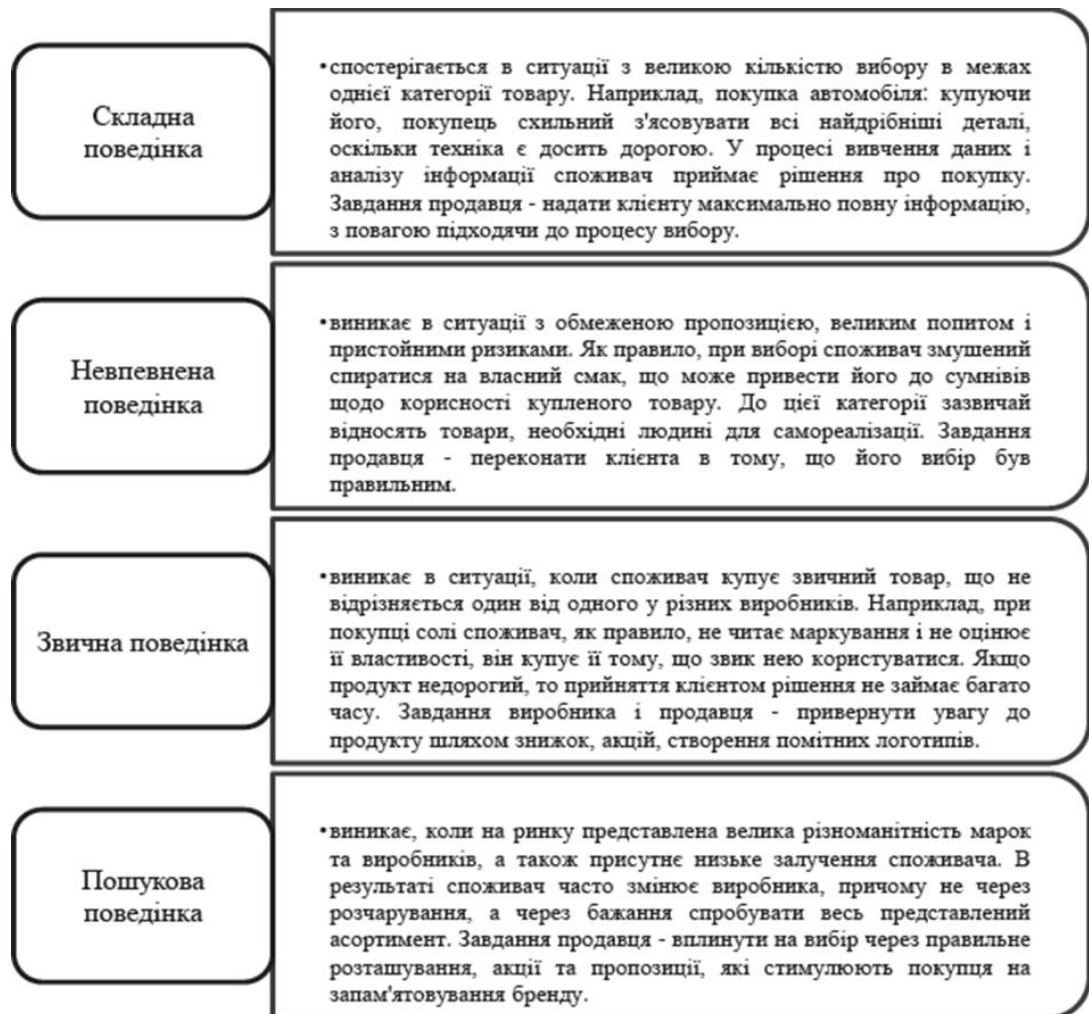 Складна
поведінка
•спостерігається в ситуації з великою кількістю вибору в межах
однієї категорії товару. Наприклад, покупка автомобіля: купуючи
його, покупець схильний з'ясовувати всі найдрібніші деталі,
оскільки техніка є досить дорогою. У процесі вивчення даних і
аналізу інформації споживач приймає рішення про покупку.
Завдання продавця - надати клієнту максимально повну інформацію,
з повагою підходячи до процесу вибору.
Невпевнена
поведінка
•виникає в ситуації з обмеженою пропозицією, великим попитом і
пристойними ризиками. Як правило, при виборі споживач змушений
спиратися на власний смак, що може привести його до сумнівів
щодо корисності купленого товару. До цієї категорії зазвичай
відносять товари, необхідні людині для самореалізації. Завдання
продавця - переконати клієнта в тому, що його вибір був
правильним.
Звична поведінка
•виникає в ситуації, коли споживач купує звичний товар, що не
відрізняється один від одного у різних виробників. Наприклад, при
покупці солі споживач, як правило, не читає маркування і не оцінює
її властивості, він купує її тому, що звик нею користуватися. Якщо
продукт недорогий, то прийняття клієнтом рішення не займає багато
часу. Завдання виробника і продавця - привернути увагу до
продукту шляхом знижок, акцій, створення помітних логотипів.
Пошукова
поведінка
•виникає, коли на ринку представлена велика різноманітність марок
та виробників, а також присутнє низьке залучення споживача. В
результаті споживач часто змінює виробника, причому не через
розчарування, а через бажання спробувати весь представлений
асортимент. Завдання продавця - вплинути на вибір через правильне
розташування, акції та пропозиції, які стимулюють покупця на
запам'ятовування бренду.